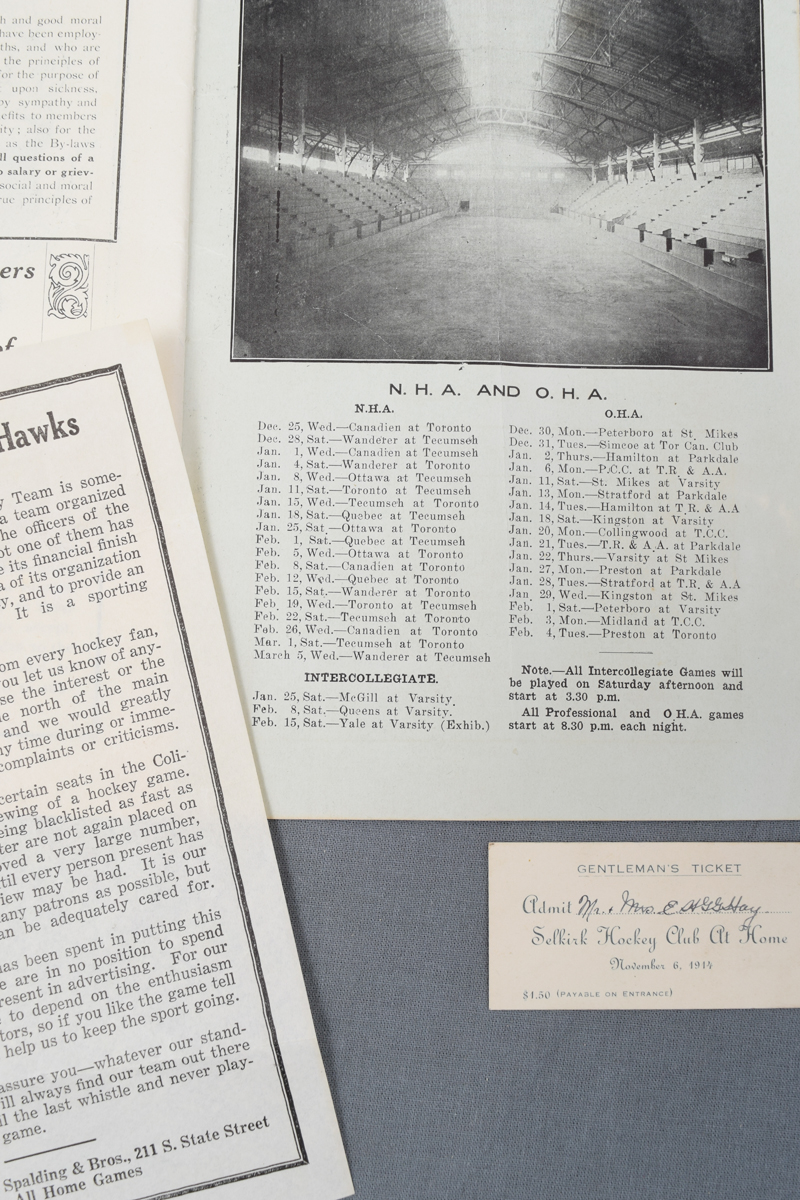 h and good moral
have been employ-
ths, and who are
the principles of
for the purpose of
upon sickness,
by sympathy and
efits to members
ity; also for the
as the By-laws
ll questions of a
o salary or griev-
social and moral
rue principles of
ers
of
Hawks
y Team is some-
a team organized
he officers of the
ot one of them has
e its financial finish
n of its organization
y, and to provide an
It is a sporting
om every hockey fan,
ou let us know of any-
se the interest or the
e north of the main
and we would greatly
ny time during or imme-
complaints or criticisms.
certain seats in the Coli-
ewing of a hockey game.
eing blacklisted as fast as
ter are not again placed on
oved a very large number,
til every person present has
iew may be had. It is our
any patrons as possible, but
an be adequately cared for.
has been spent in putting this
e are in no position to spend
resent in advertising. For our
to depend on the enthusiasm
tors, so if you like the game tell
help us to keep the sport going.
assure you—whatever our stand-
ill always find our team out there
il the last whistle and never play-
game.
Spalding & Bros., 211 S. State Street
All Home Games
N. H. A. AND O. H. A.
N.H.A.
Dec. 25, Wed.—Canadien at Toronto
Dec. 28, Sat.—Wanderer at Tecumseh
Jan. 1, Wed.—Canadien at Tecumseh
Jan. 4, Sat.—Wanderer at Toronto
Jan. 8, Wed.—Ottawa at Tecumseh
Jan. 11, Sat.—Toronto at Tecumseh
Jan. 15, Wed.—Tecumseh at Toronto
Jan. 18, Sat.—Quebec at Tecumseh
Jan. 25, Sat.—Ottawa at Toronto
Feb. 1, Sat.—Quebec at Tecumseh
Feb. 5, Wed.—Ottawa at Toronto
Feb. 8, Sat.—Canadien at Toronto
Feb. 12, Wed.—Quebec at Toronto
Feb. 15, Sat.—Wanderer at Toronto
Feb. 19, Wed.—Toronto at Tecumseh
Feb. 22, Sat.—Tecumseh at Toronto
Feb. 26, Wed.—Canadien at Toronto
Mar. 1, Sat.—Tecumseh at Toronto
March 5, Wed.—Wanderer at Tecumseh
INTERCOLLEGIATE.
Jan. 25, Sat.—McGill at Varsity.
Feb. 8, Sat.—Queens at Varsity.
Feb. 15, Sat.—Yale at Varsity (Exhib.)
O.H.A.
Dec. 30, Mon.—Peterboro at St. Mikes
Dec. 31, Tues.—Simcoe at Tor Can. Club
Jan. 2, Thurs.—Hamilton at Parkdale
Jan. 6, Mon.—P.C.C. at T.R. & A.A.
Jan. 11, Sat.—St. Mikes at Varsity
Jan. 13, Mon.—Stratford at Parkdale
Jan. 14, Tues.—Hamilton at T.R. & A.A
Jan. 18, Sat.—Kingston at Varsity
Jan. 20, Mon.—Collingwood at T.C.C.
Jan. 21, Tues.—T.R. & A.A. at Parkdale
Jan. 22, Thurs.—Varsity at St Mikes
Jan. 27, Mon.—Preston at Parkdale
Jan. 28, Tues.—Stratford at T.R. & A.A
Jan. 29, Wed.—Kingston at St. Mikes
Feb. 1, Sat.—Peterboro at Varsity
Feb. 3, Mon.—Midland at T.C.C.
Feb. 4, Tues.—Preston at Toronto
Note.—All Intercollegiate Games will
be played on Saturday afternoon and
start at 3.30 p.m.
All Professional and O H.A. games
start at 8.30 p.m. each night.
GENTLEMAN'S TICKET
Admit Mr. & Mrs. E
Selkirk Hockey Club At Home
November 6, 1914
$1.50 (PAYABLE ON ENTRANCE)